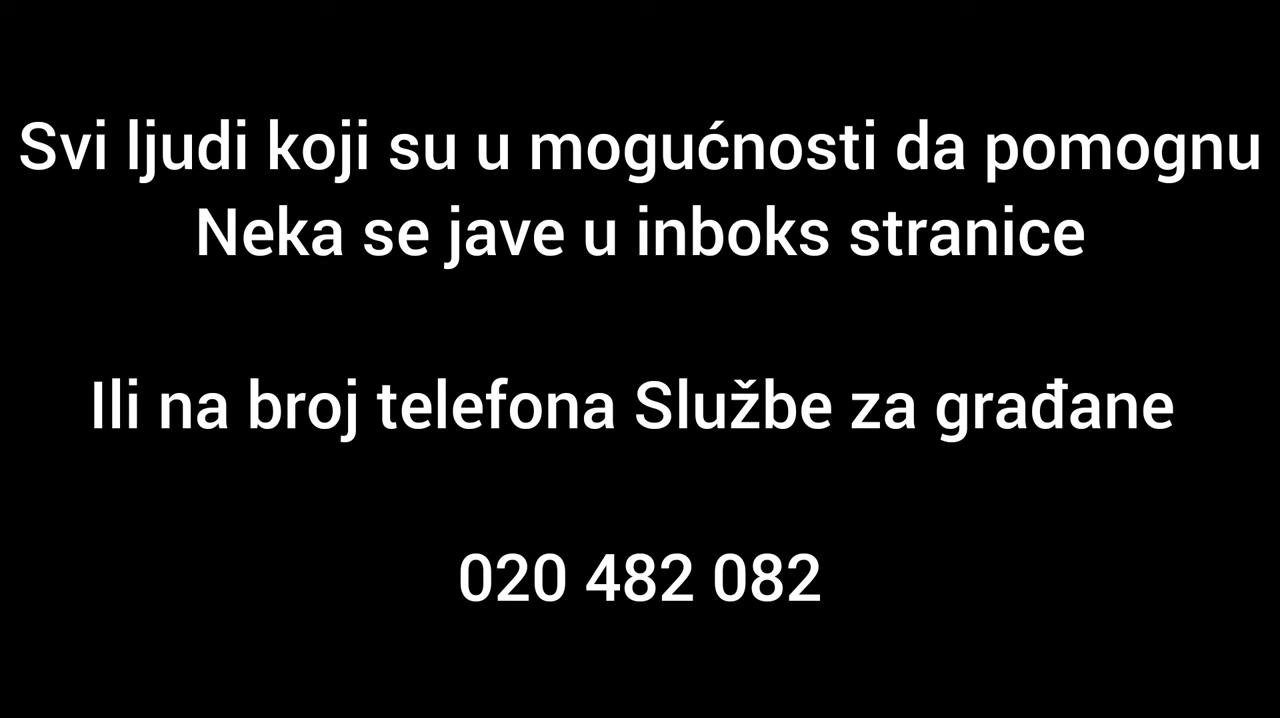 Svi ljudi koji su u mogućnosti da pomognu
Neka se jave u inboks stranice
Ili na broj telefona Službe za građane
020 482 082